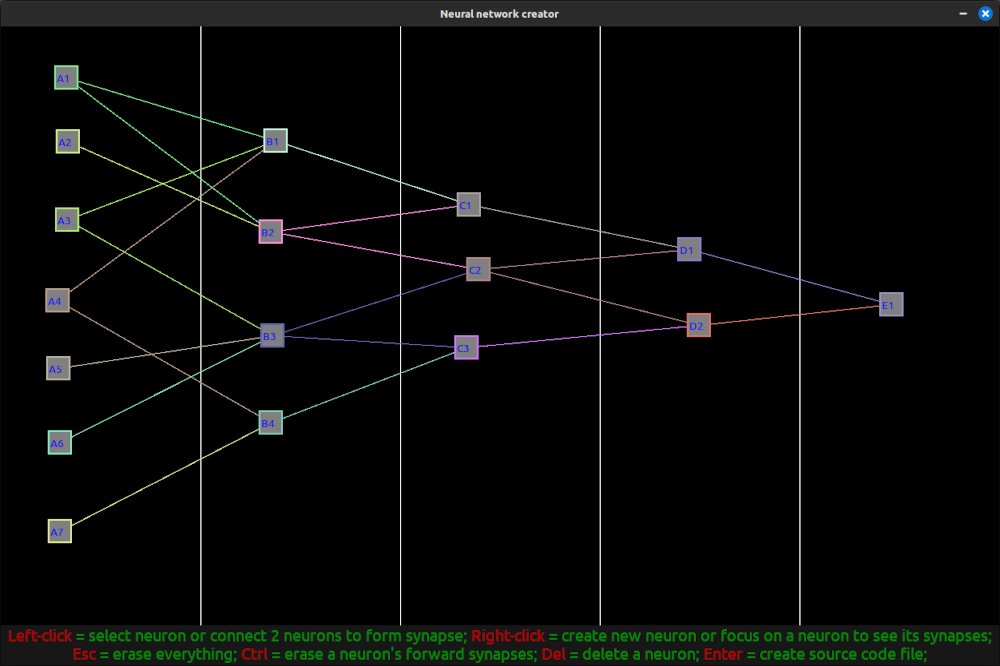 Neural network creator
A1
A2
B1
C1
A3
B2
D1
C2
A4
E1
D2
B3
C3
A5
B4
A6
A7
Left-click = select neuron or connect 2 neurons to form synapse; Right-click = create new neuron or focus on a neuron to see its synapses;
Esc = erase everything; Ctrl = erase a neuron's forward synapses; Del = delete a neuron; Enter = create source code file;